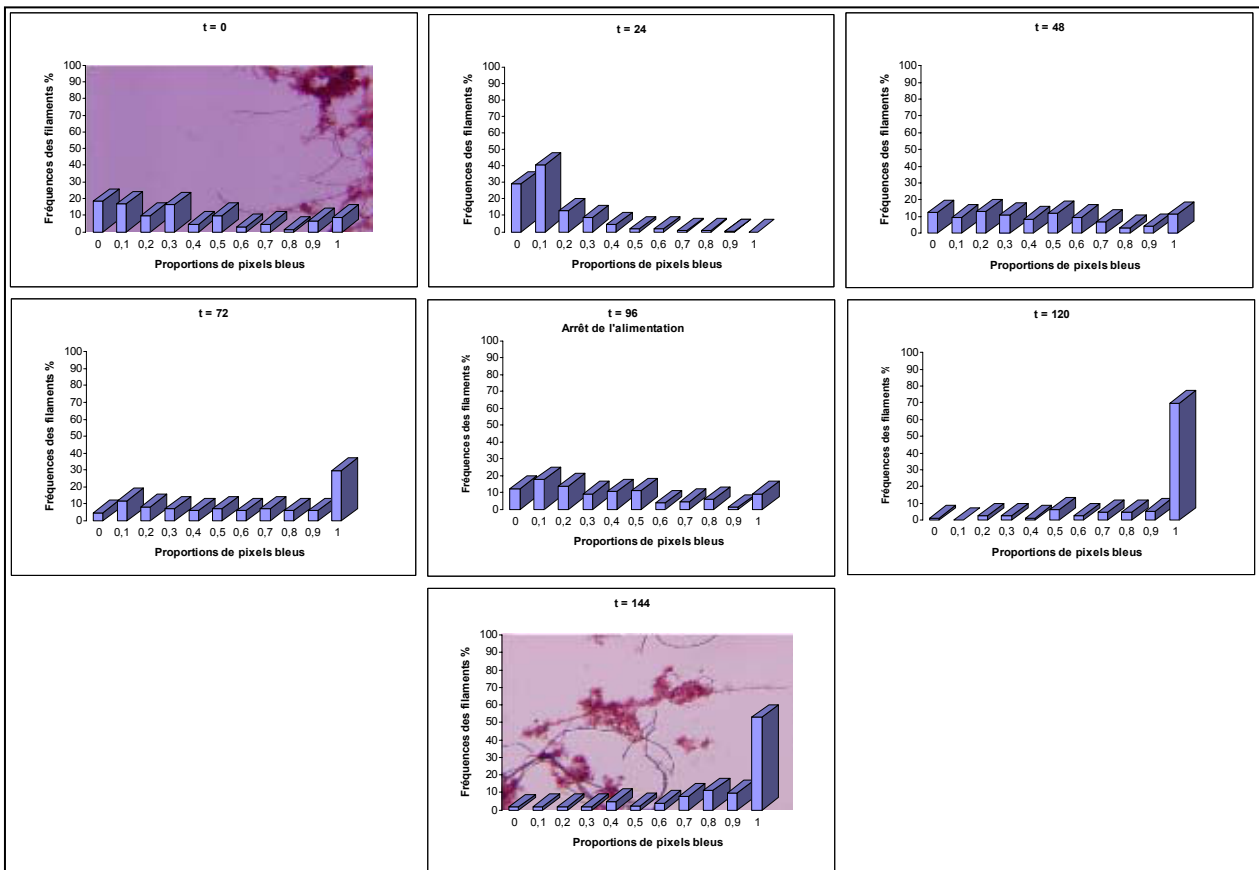 t = 0
Fréquences des filaments %
100
90
80
70
60
50
40
30
20
10
0
0 0,1 0,2 0,3 0,4 0,5 0,6 0,7 0,8 0,9 1
Proportions de pixels bleus
t = 24
Fréquences des filaments %
100
90
80
70
60
50
40
30
20
10
0
0 0,1 0,2 0,3 0,4 0,5 0,6 0,7 0,8 0,9 1
Proportions de pixels bleus
t = 48
Fréquences des filaments %
100
90
80
70
60
50
40
30
20
10
0
0 0,1 0,2 0,3 0,4 0,5 0,6 0,7 0,8 0,9 1
Proportions de pixels bleus
t = 72
Fréquences des filaments %
100
90
80
70
60
50
40
30
20
10
0
0 0,1 0,2 0,3 0,4 0,5 0,6 0,7 0,8 0,9 1
Proportions de pixels bleus
t = 96
Arrêt de l'alimentation
Fréquences des filaments %
100
90
80
70
60
50
40
30
20
10
0
0 0,1 0,2 0,3 0,4 0,5 0,6 0,7 0,8 0,9 1
Proportions de pixels bleus
t = 120
Fréquences des filaments %
100
90
80
70
60
50
40
30
20
10
0
0 0,1 0,2 0,3 0,4 0,5 0,6 0,7 0,8 0,9 1
Proportions de pixels bleus
t = 144
Fréquences des filaments %
100
90
80
70
60
50
40
30
20
10
0
0 0,1 0,2 0,3 0,4 0,5 0,6 0,7 0,8 0,9 1
Proportions de pixels bleus